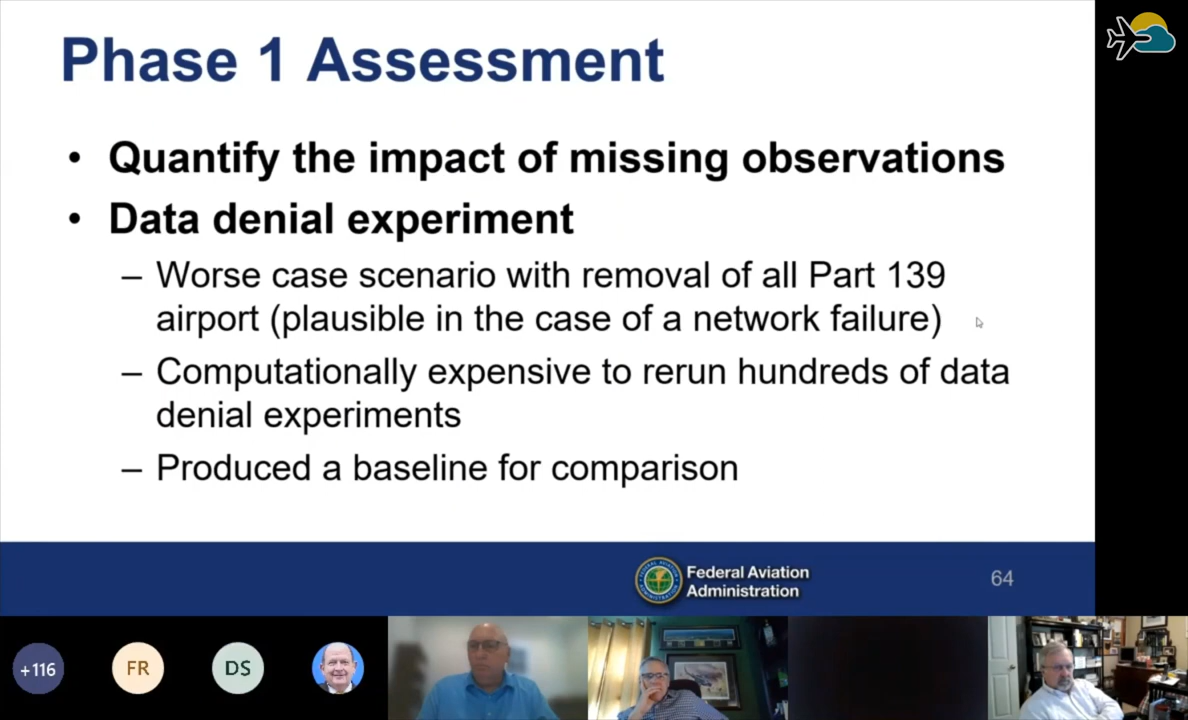 Phase 1 Assessment
• Quantify the impact of missing observations
• Data denial experiment
– Worse case scenario with removal of all Part 139
airport (plausible in the case of a network failure)
– Computationally expensive to rerun hundreds of data
denial experiments
– Produced a baseline for comparison
Federal Aviation
Administration
64
+116
FR
DS